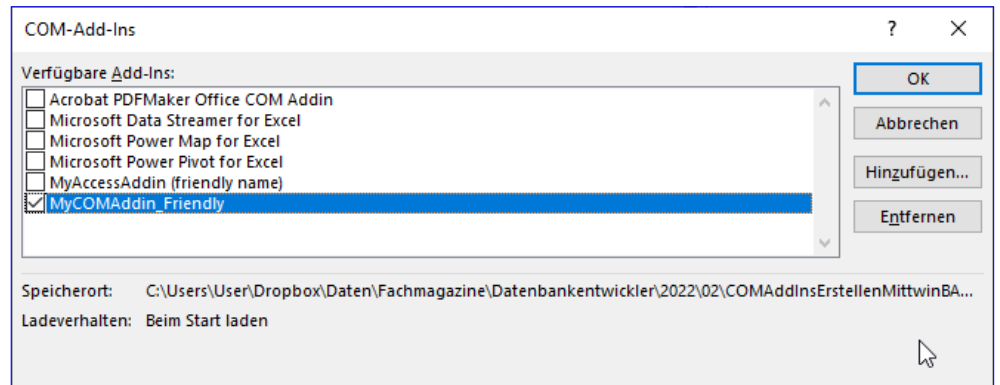 COM-Add-Ins ?
Verfügbare Add-Ins:
Acrobat PDFMaker Office COM Addin
Microsoft Data Streamer for Excel
Microsoft Power Map for Excel
Microsoft Power Pivot for Excel
MyAccessAddin (friendly name)
MyCOMAddin_Friendly
OK
Abbrechen
Hinzufügen...
Entfernen
Speicherort: C:\Users\User\Dropbox\Daten\Fachmagazine\Datenbankentwickler\2022\02\COMAddInsErstellenMittwinBA...
Ladeverhalten: Beim Start laden